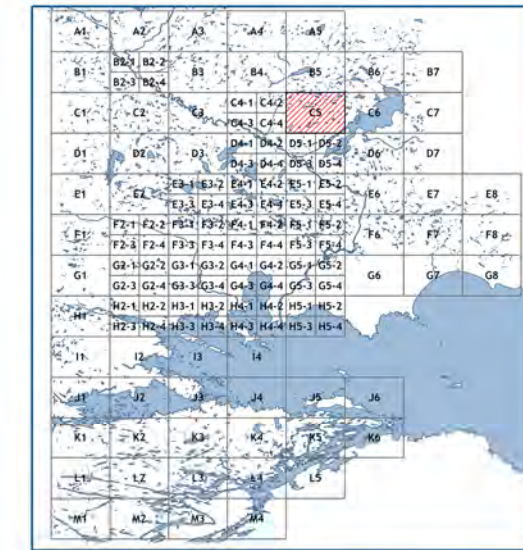 A1 A2 A3 A4 A5
B2-1 B2-2
B1 B3 B4 B5 B6 B7
B2-3 B2-4
C4-1 C4-2
C1 C2 C3 C5 C6 C7
C4-3 C4-4
D4-1 D4-2 D5-1 D5-2
D1 D2 D3 D6 D7
D4-3 D4-4 D5-3 D5-4
E3-1 E3-2 E4-1 E4-2 E5-1 E5-2
E1 E2 E6 E7 E8
E3-3 E3-4 E4-3 E4-4 E5-3 E5-4
F2-1 F2-2 F3-1 F3-2 F4-1 F4-2 F5-1 F5-2
F1 F6 F7 F8
F2-3 F2-4 F3-3 F3-4 F4-3 F4-4 F5-3 F5-4
G2-1 G2-2 G3-1 G3-2 G4-1 G4-2 G5-1 G5-2
G1 G6 G7 G8
G2-3 G2-4 G3-3 G3-4 G4-3 G4-4 G5-3 G5-4
H2-1 H2-2 H3-1 H3-2 H4-1 H4-2 H5-1 H5-2
H1
H2-3 H2-4 H3-3 H3-4 H4-3 H4-4 H5-3 H5-4
I1 I2 I3 I4
J1 J2 J3 J4 J5 J6
K1 K2 K3 K4 K5 K6
L1 L2 L3 L4 L5
M1 M2 M3 M4